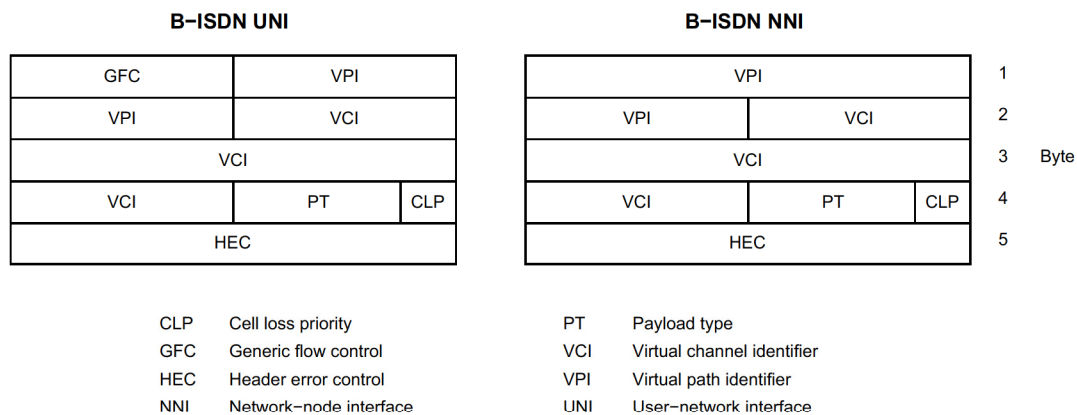 B−ISDN UNI B−ISDN NNI
GFC VPI VPI 1
VPI VCI VPI VCI 2
VCI VCI 3 Byte
VCI PT CLP VCI PT CLP 4
HEC HEC 5
CLP Cell loss priority PT Payload type
GFC Generic flow control VCI Virtual channel identifier
HEC Header error control VPI Virtual path identifier
NNI Network−node interface UNI User−network interface